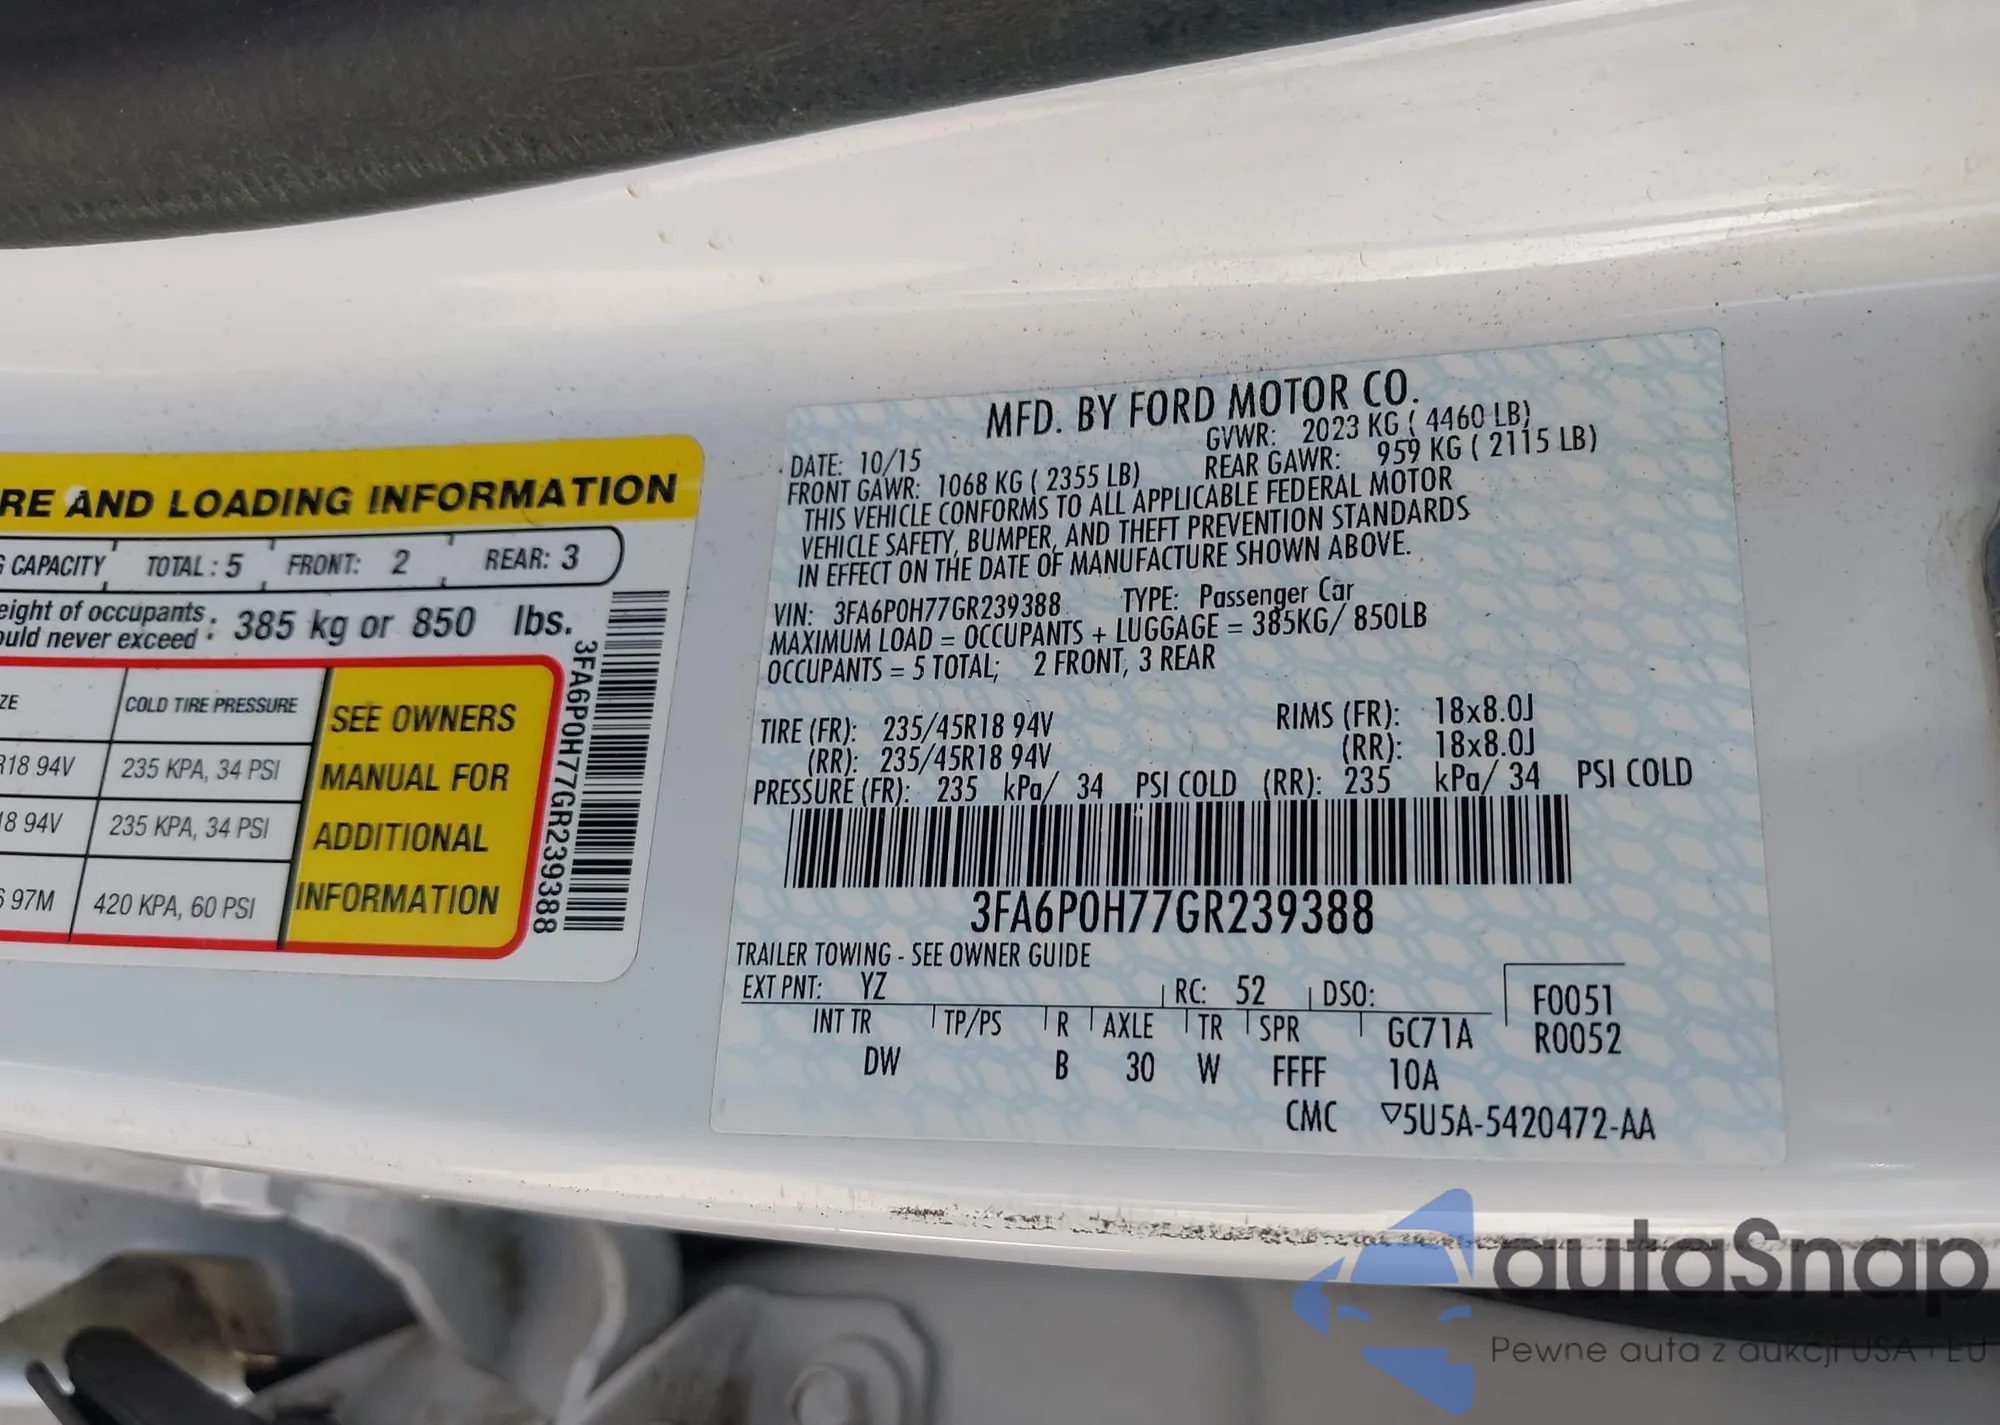 RE AND LOADING INFORMATION
CAPACITY TOTAL : 5 FRONT: 2 REAR: 3
eight of occupants
ould never exceed : 385 kg or 850 lbs.
ZE COLD TIRE PRESSURE
R18 94V 235 KPA, 34 PSI
18 94V 235 KPA, 34 PSI
6 97M 420 KPA, 60 PSI
SEE OWNERS
MANUAL FOR
ADDITIONAL
INFORMATION
3FA6P0H77GR239388
MFD. BY FORD MOTOR CO.
DATE: 10/15 GVWR: 2023 KG ( 4460 LB)
FRONT GAWR: 1068 KG ( 2355 LB) REAR GAWR: 959 KG ( 2115 LB)
THIS VEHICLE CONFORMS TO ALL APPLICABLE FEDERAL MOTOR
VEHICLE SAFETY, BUMPER, AND THEFT PREVENTION STANDARDS
IN EFFECT ON THE DATE OF MANUFACTURE SHOWN ABOVE.
VIN: 3FA6P0H77GR239388 TYPE: Passenger Car
MAXIMUM LOAD = OCCUPANTS + LUGGAGE = 385KG/ 850LB
OCCUPANTS = 5 TOTAL; 2 FRONT, 3 REAR
TIRE (FR): 235/45R18 94V RIMS (FR): 18x8.0J
(RR): 235/45R18 94V (RR): 18x8.0J
PRESSURE (FR): 235 kPa/ 34 PSI COLD (RR): 235 kPa/ 34 PSI COLD
3FA6P0H77GR239388
TRAILER TOWING - SEE OWNER GUIDE
EXT PNT: YZ RC: 52 DSO: F0051
INT TR TP/PS R AXLE TR SPR GC71A R0052
DW B 30 W FFFF 10A
CMC ▽5U5A-5420472-AA
autaSnap
Pewne auta z aukcji USA i EU